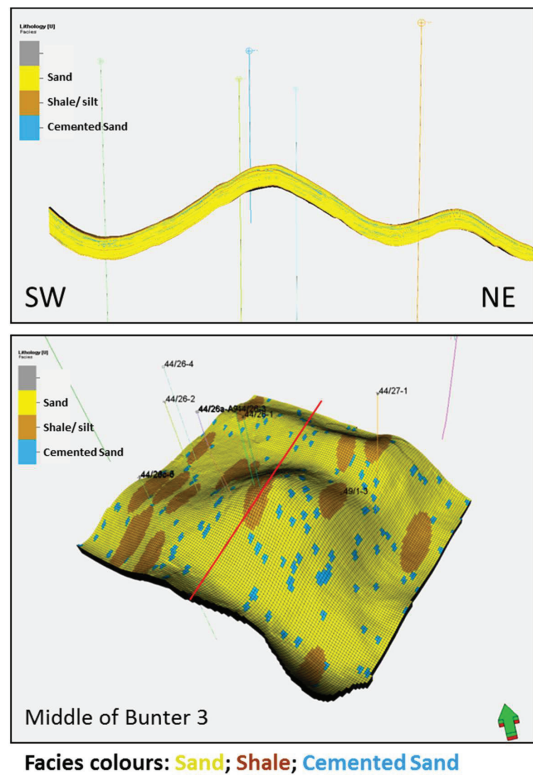 Lithology [U]
Facies
Sand
Shale/ silt
Cemented Sand
SW
NE
Lithology [U]
Facies
Sand
Shale/ silt
Cemented Sand
44/26-4
44/26-2
44/27-1
49/1-3
Middle of Bunter 3
Facies colours: Sand; Shale; Cemented Sand